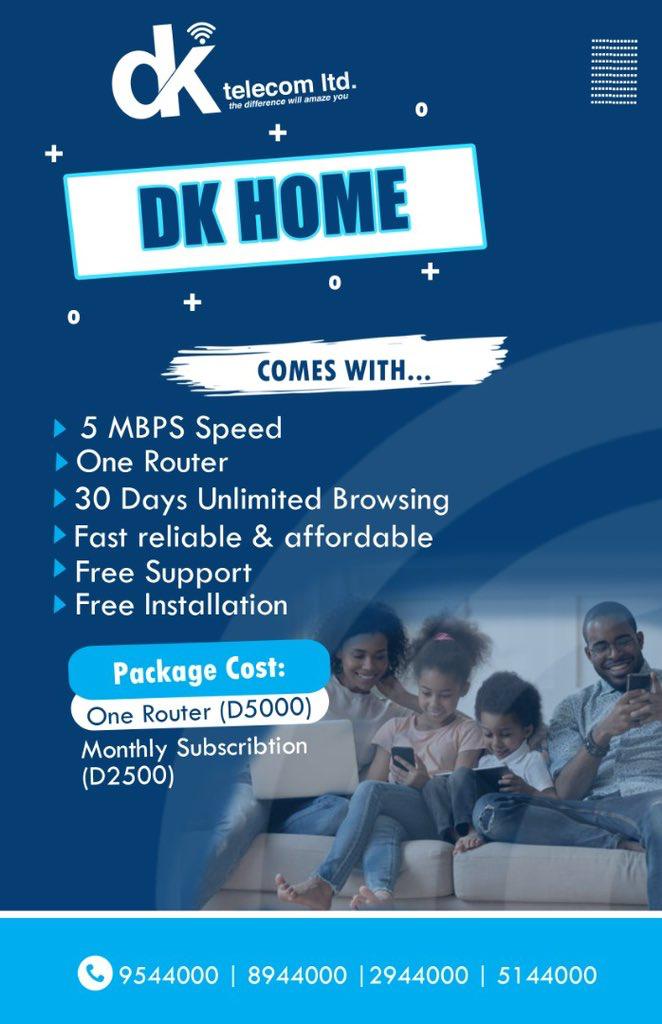 dk telecom ltd.
the difference will amaze you
DK HOME
COMES WITH...
5 MBPS Speed
One Router
30 Days Unlimited Browsing
Fast reliable & affordable
Free Support
Free Installation
Package Cost:
One Router (D5000)
Monthly Subscribtion
(D2500)
9544000 | 8944000 |2944000 | 5144000